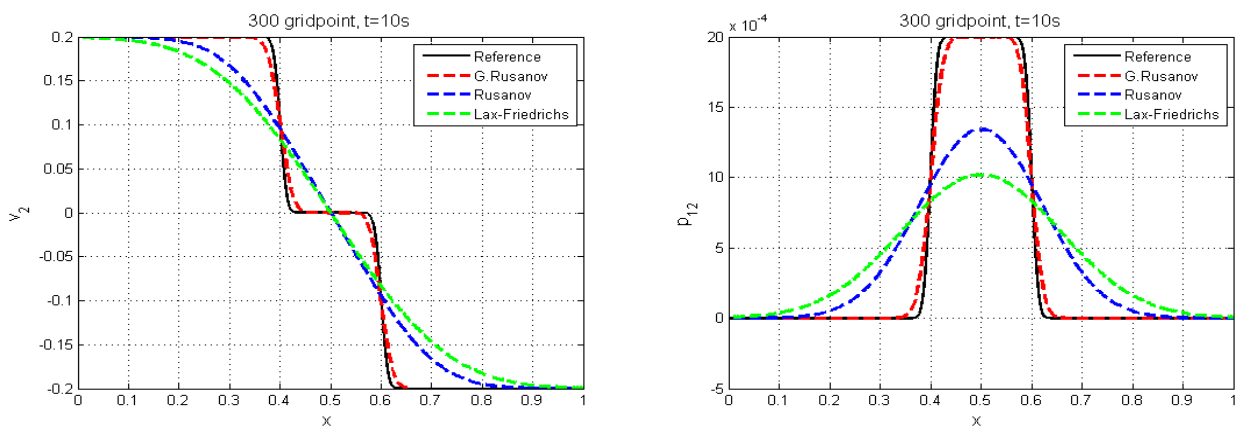 300 gridpoint, t=10s
0.2
0.15
0.1
0.05
0
-0.05
-0.1
-0.15
-0.2
v2
Reference
G.Rusanov
Rusanov
Lax-Friedrichs
0 0.1 0.2 0.3 0.4 0.5 0.6 0.7 0.8 0.9 1
x
300 gridpoint, t=10s
x 10-4
20
15
10
5
0
-5
p12
Reference
G.Rusanov
Rusanov
Lax-Friedrichs
0 0.1 0.2 0.3 0.4 0.5 0.6 0.7 0.8 0.9 1
x